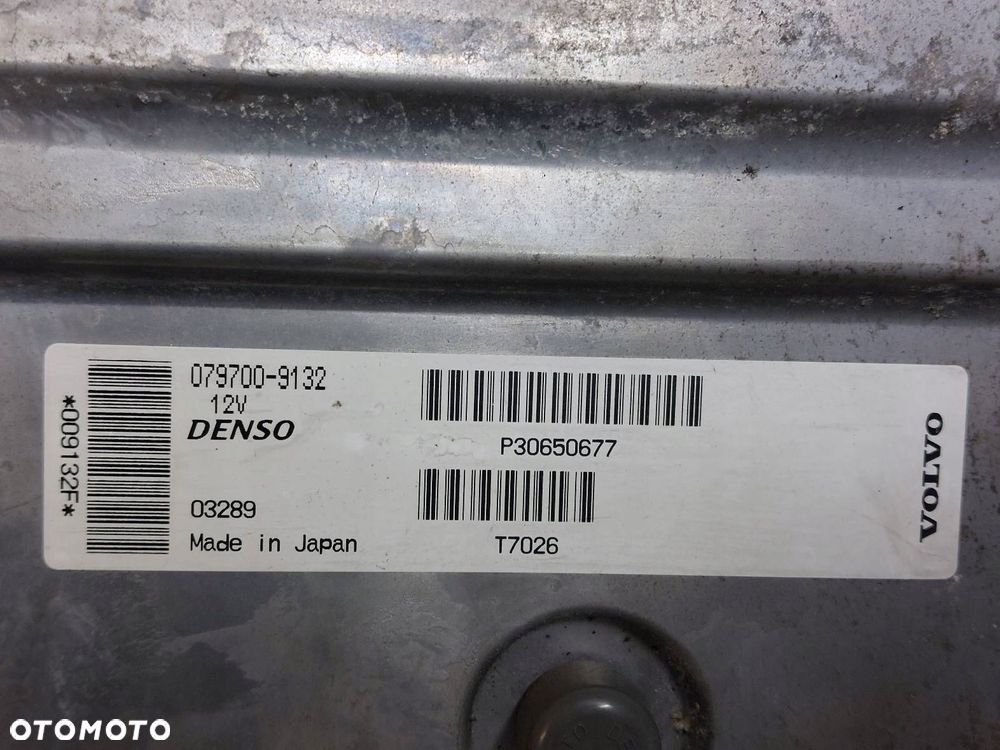 *009132F*
079700-9132
12V
DENSO
03289
Made in Japan
P30650677
T7026
VOLVO
OTOMOTO